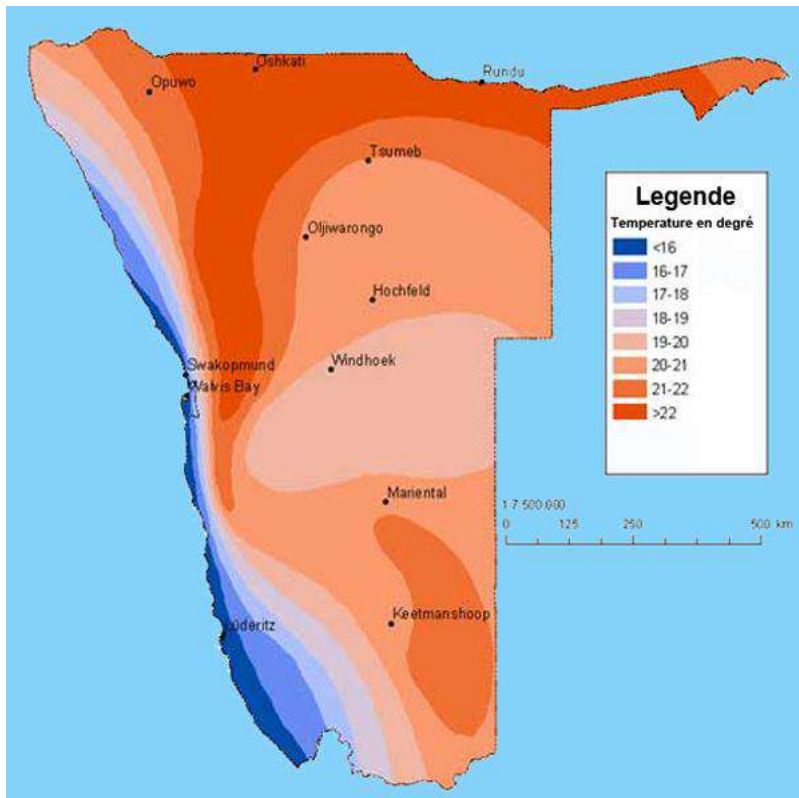 Oshkati
Rundu
Opuwo
Tsumeb
Legende
Temperature en degré
<16
16-17
17-18
18-19
19-20
20-21
21-22
>22
Oljiwarongo
Hochfeld
Windhoek
Swakopmund
Walvis Bay
Mariental
1:7 500 000
0 125 250 500 km
Keetmanshoop
Lüderitz